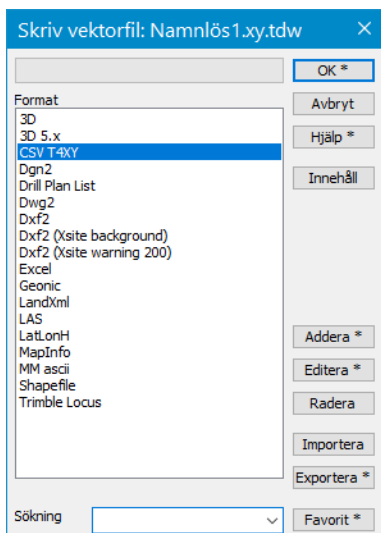 Skriv vektorfil: Namnlös1.xy.tdw
OK *
Format
Avbryt
3D
3D 5.x
Hjälp *
CSV T4XY
Dgn2
Innehåll
Drill Plan List
Dwg2
Dxf2
Dxf2 (Xsite background)
Dxf2 (Xsite warning 200)
Excel
Geonic
LandXml
LAS
LatLonH
Addera *
MapInfo
MM ascii
Editera *
Shapefile
Trimble Locus
Radera
Importera
Exportera *
Sökning
Favorit *